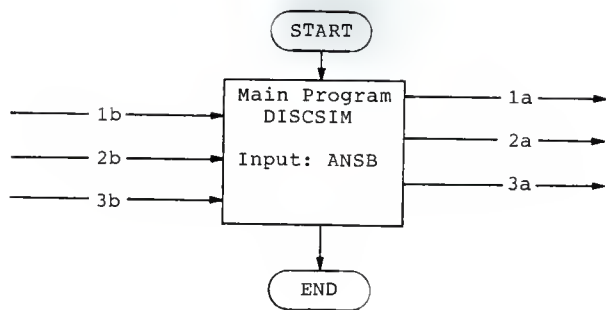 START
Main Program
DISCSIM
Input: ANSB
1b
2b
3b
1a
2a
3a
END